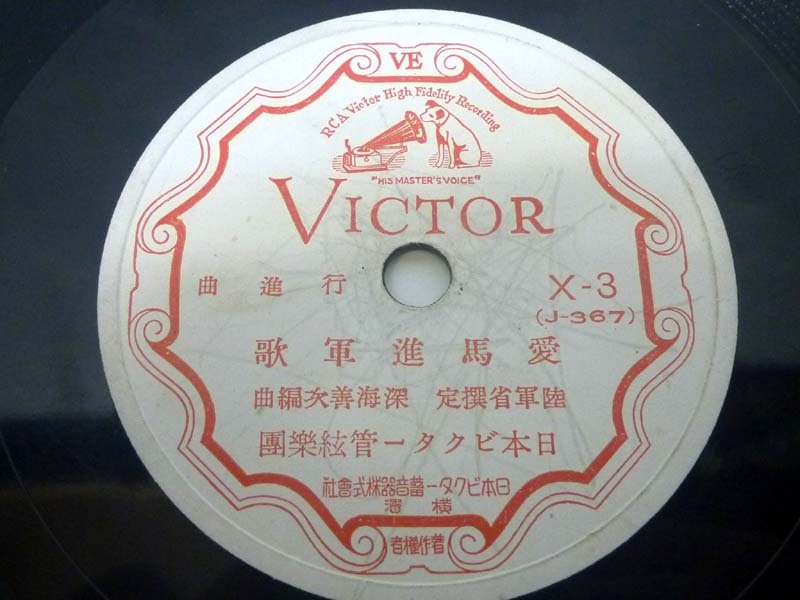 VE
RCA Victor High Fidelity Recording
"HIS MASTER'S VOICE"
VICTOR
行進曲
X-3
(J-367)
愛馬進軍歌
陸軍省撰定 深海善次編曲
日本ビクター管絃樂團
日本ビクター蓄音器株式會社
横濱
著作權者